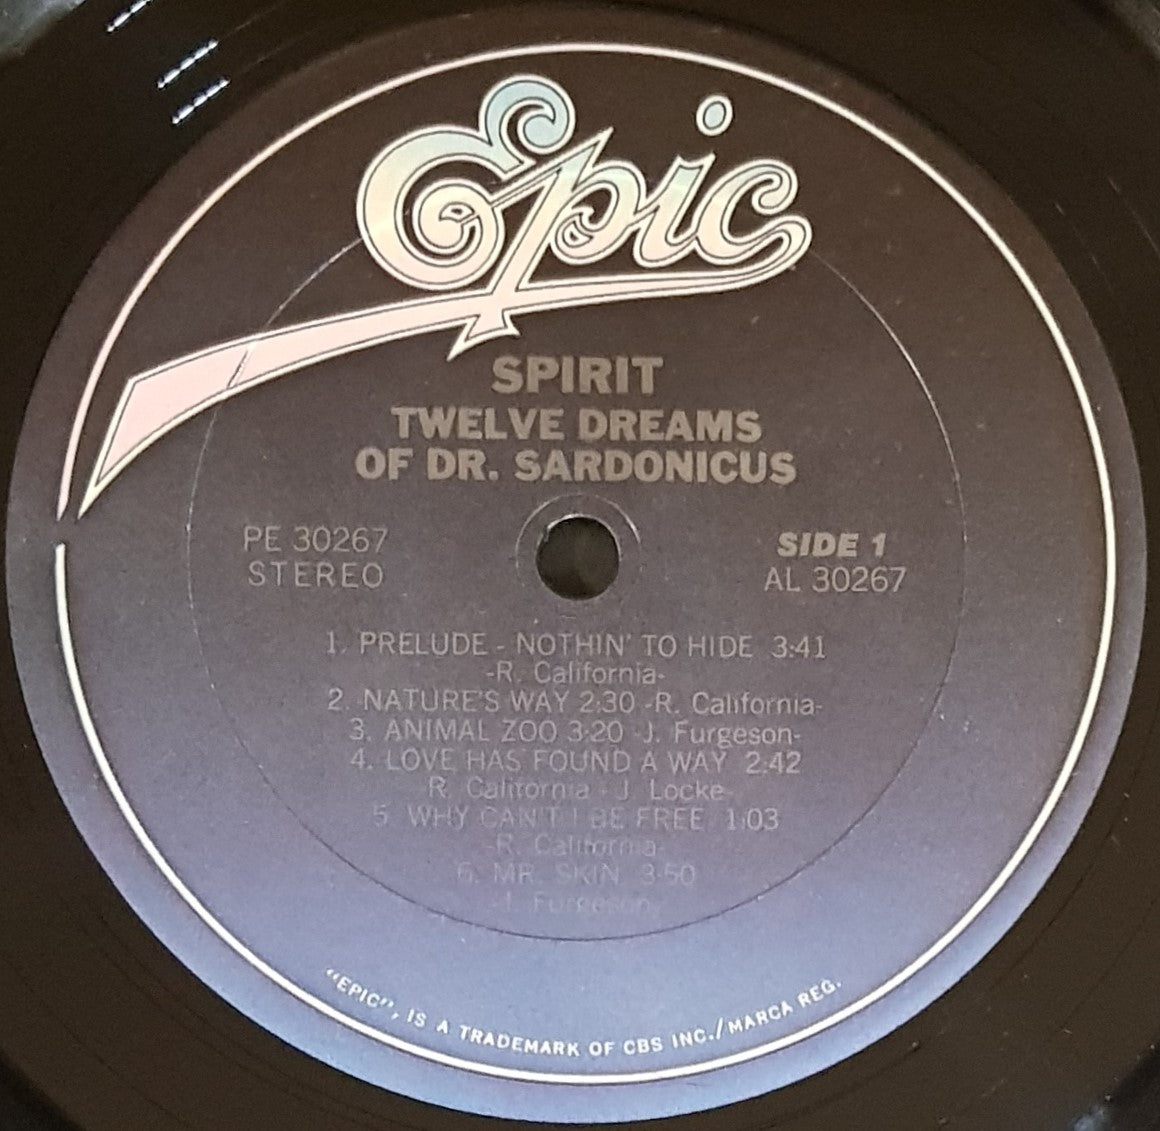 Epic
SPIRIT
TWELVE DREAMS
OF DR. SARDONICUS
PE 30267
STEREO
SIDE 1
AL 30267
1. PRELUDE - NOTHIN' TO HIDE 3:41
-R. California-
2. NATURE'S WAY 2:30 -R. California-
3. ANIMAL ZOO 3:20 -J. Furgeson-
4. LOVE HAS FOUND A WAY 2:42
R. California - J. Locke-
5. WHY CAN'T I BE FREE 1:03
-R. California-
6. MR. SKIN 3:50
-J. Furgeson-
"EPIC", IS A TRADEMARK OF CBS INC./MARCA REG.